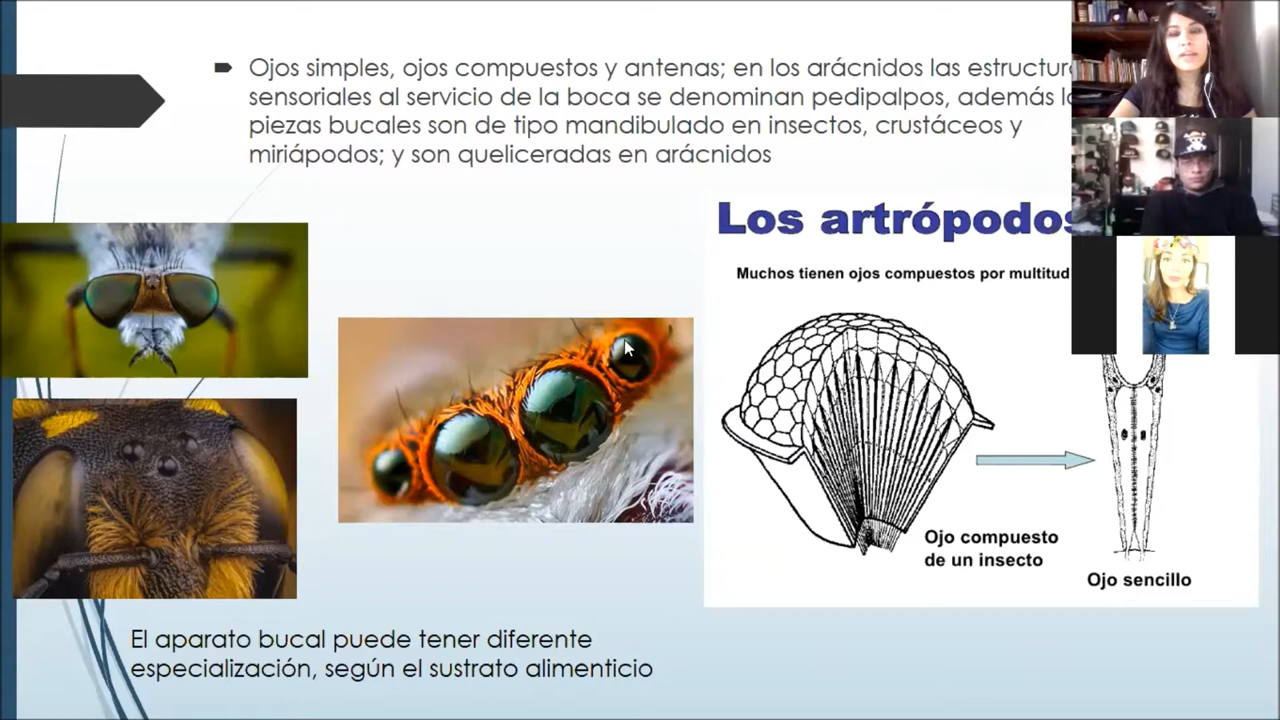 Ojos simples, ojos compuestos y antenas; en los arácnidos las
sensoriales al servicio de la boca se denominan pedipalpos, además
piezas bucales son de tipo mandibulado en insectos, crustáceos y
miriápodos; y son queliceradas en arácnidos
Los artrópodos
Muchos tienen ojos compuestos por multitud
Ojo compuesto
de un insecto
Ojo sencillo
El aparato bucal puede tener diferente
especialización, según el sustrato alimenticio